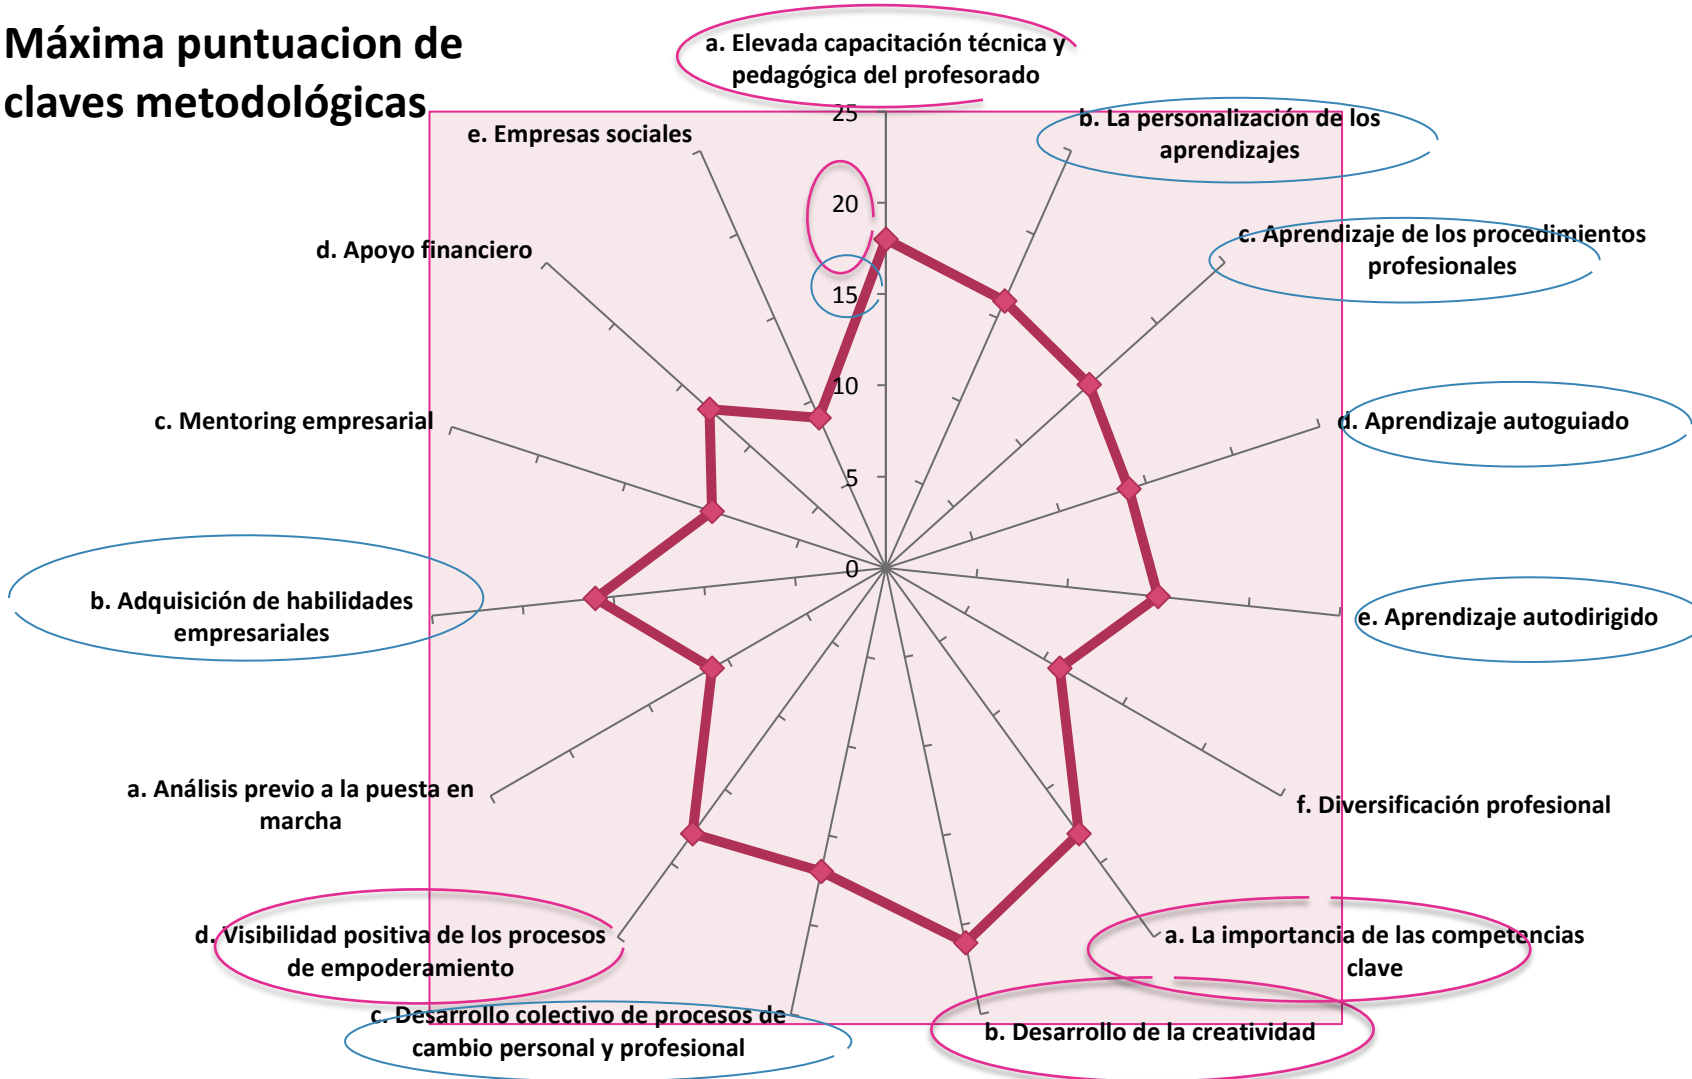 Máxima puntuacion de
claves metodológicas
a. Elevada capacitación técnica y
pedagógica del profesorado
b. La personalización de los
aprendizajes
c. Aprendizaje de los procedimientos
profesionales
d. Aprendizaje autoguiado
e. Aprendizaje autodirigido
f. Diversificación profesional
a. La importancia de las competencias
clave
b. Desarrollo de la creatividad
c. Desarrollo colectivo de procesos de
cambio personal y profesional
d. Visibilidad positiva de los procesos
de empoderamiento
a. Análisis previo a la puesta en
marcha
b. Adquisición de habilidades
empresariales
c. Mentoring empresarial
d. Apoyo financiero
e. Empresas sociales
25
20
15
10
5
0